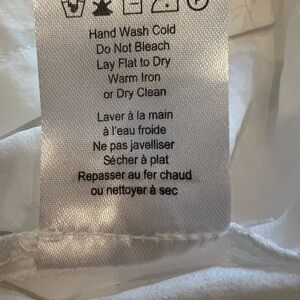 Hand Wash Cold
Do Not Bleach
Lay Flat to Dry
Warm Iron
or Dry Clean
Laver à la main
à l'eau froide
Ne pas javelliser
Sécher à plat
Repasser au fer chaud
ou nettoyer à sec